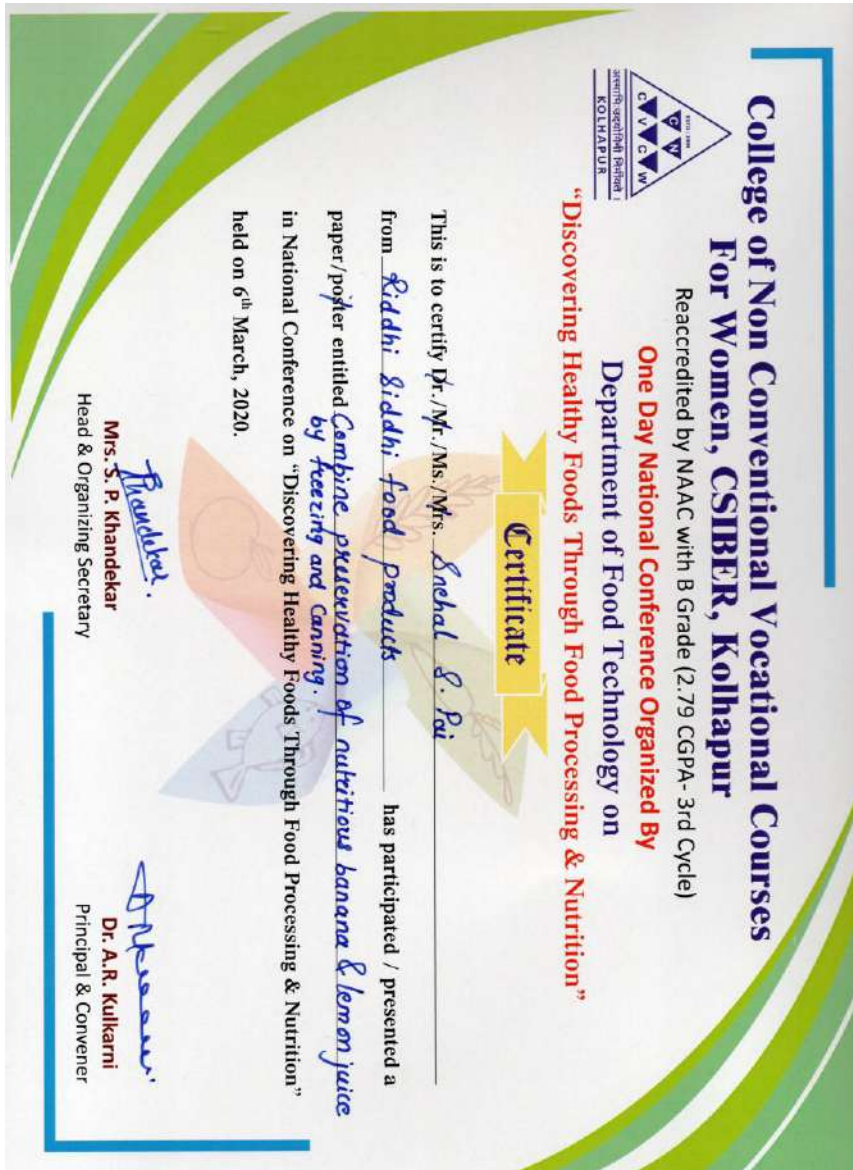 College of Non Conventional Vocational Courses
For Women, CSIBER, Kolhapur
Reaccredited by NAAC with B Grade (2.79 CGPA- 3rd Cycle)
C N
C V C W
KOLHAPUR
One Day National Conference Organized By
Department of Food Technology on
“Discovering Healthy Foods Through Food Processing & Nutrition”
Certificate
This is to certify Dr./Mr./Ms./Mrs. Snehal S. Pai
from Riddhi Siddhi food products has participated / presented a
paper/poster entitled Combine preservation of nutritious banana & lemon juice
by freezing and Canning.
in National Conference on “Discovering Healthy Foods Through Food Processing & Nutrition”
held on 6th March, 2020.
Mrs. S. P. Khandekar
Head & Organizing Secretary
Dr. A.R. Kulkarni
Principal & Convener